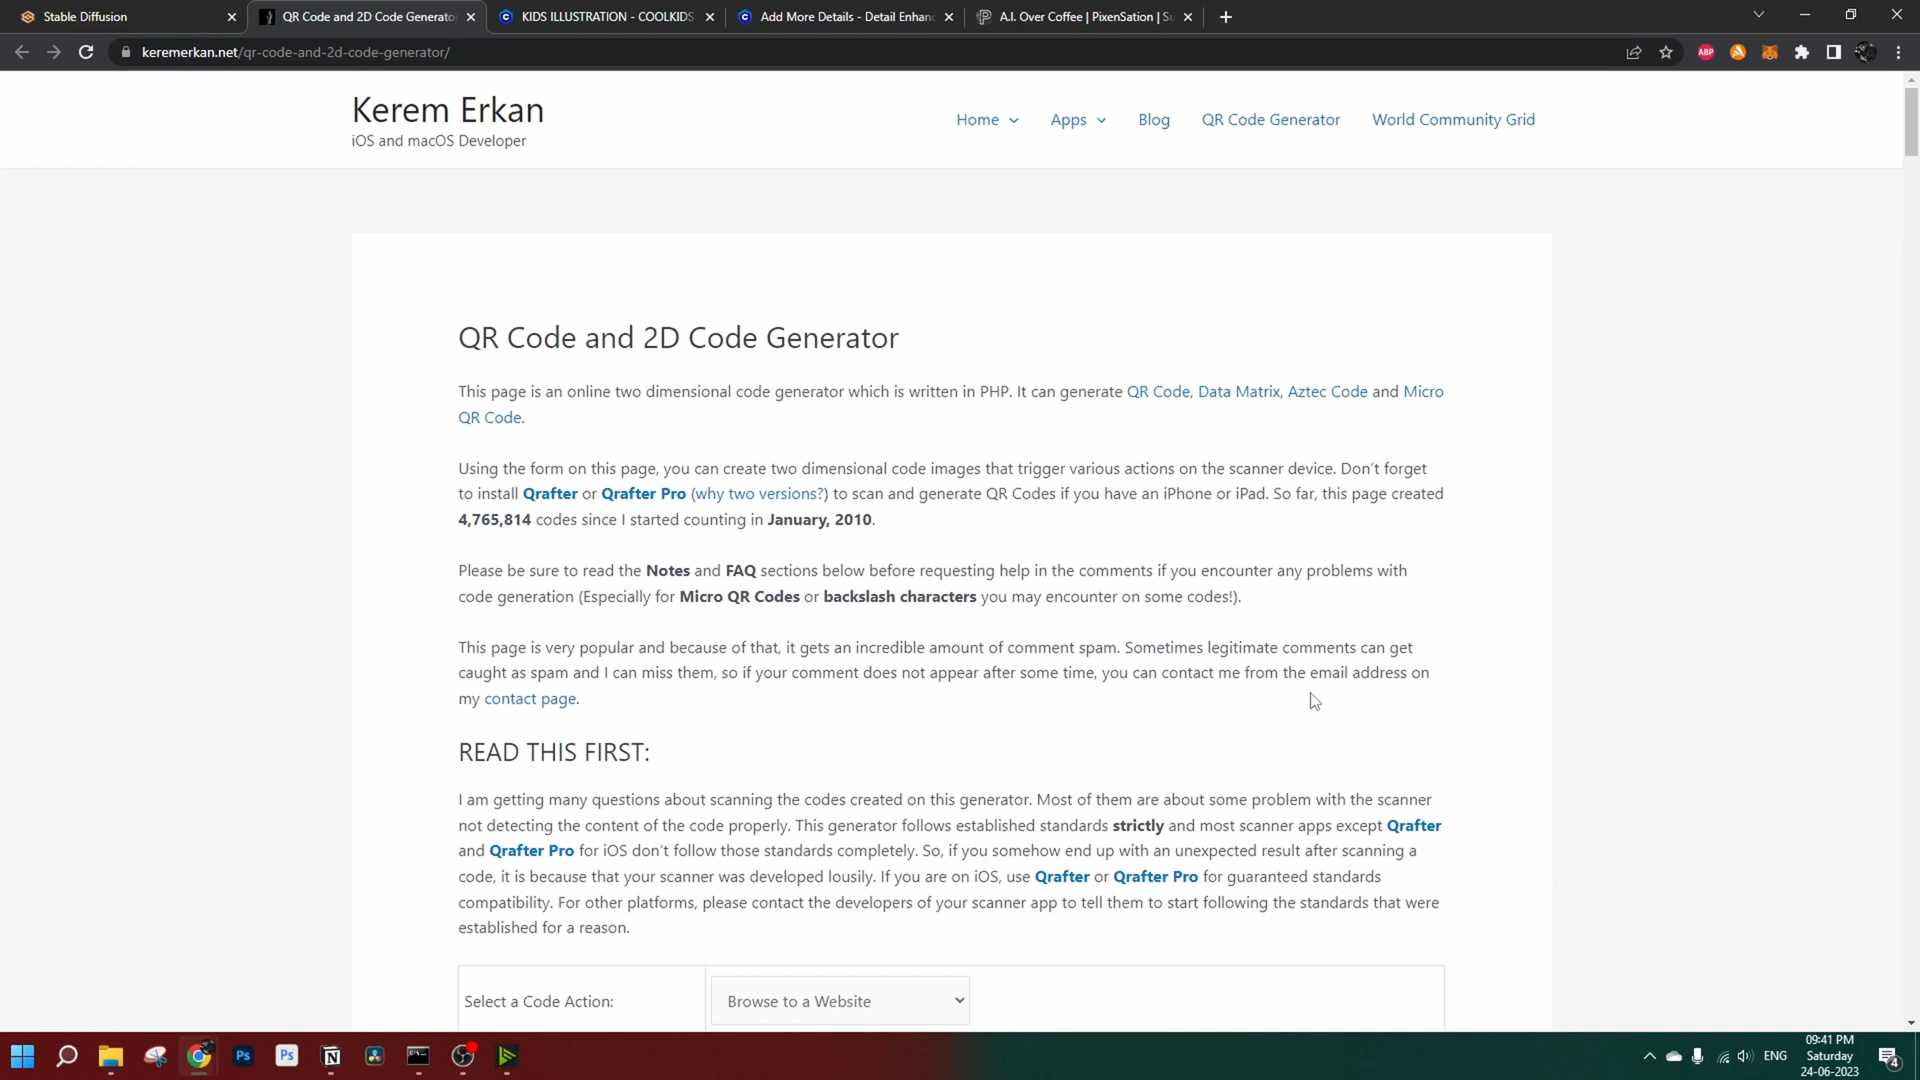 Stable Diffusion
QR Code and 2D Code Generato
KIDS ILLUSTRATION - COOLKIDS
Add More Details - Detail Enhanc
A.I. Over Coffee | PixenSation | Su
keremerkan.net/qr-code-and-2d-code-generator/
ABP
Kerem Erkan
iOS and macOS Developer
Home
Apps
Blog
QR Code Generator
World Community Grid
QR Code and 2D Code Generator
This page is an online two dimensional code generator which is written in PHP. It can generate QR Code, Data Matrix, Aztec Code and Micro
QR Code.
Using the form on this page, you can create two dimensional code images that trigger various actions on the scanner device. Don't forget
to install Qrafter or Qrafter Pro (why two versions?) to scan and generate QR Codes if you have an iPhone or iPad. So far, this page created
4,765,814 codes since I started counting in January, 2010.
Please be sure to read the Notes and FAQ sections below before requesting help in the comments if you encounter any problems with
code generation (Especially for Micro QR Codes or backslash characters you may encounter on some codes!).
This page is very popular and because of that, it gets an incredible amount of comment spam. Sometimes legitimate comments can get
caught as spam and I can miss them, so if your comment does not appear after some time, you can contact me from the email address on
my contact page.
READ THIS FIRST:
I am getting many questions about scanning the codes created on this generator. Most of them are about some problem with the scanner
not detecting the content of the code properly. This generator follows established standards strictly and most scanner apps except Qrafter
and Qrafter Pro for iOS don't follow those standards completely. So, if you somehow end up with an unexpected result after scanning a
code, it is because that your scanner was developed lousily. If you are on iOS, use Qrafter or Qrafter Pro for guaranteed standards
compatibility. For other platforms, please contact the developers of your scanner app to tell them to start following the standards that were
established for a reason.
Select a Code Action:
Browse to a Website
Ps
Ps
ENG
09:41 PM
Saturday
24-06-2023
4